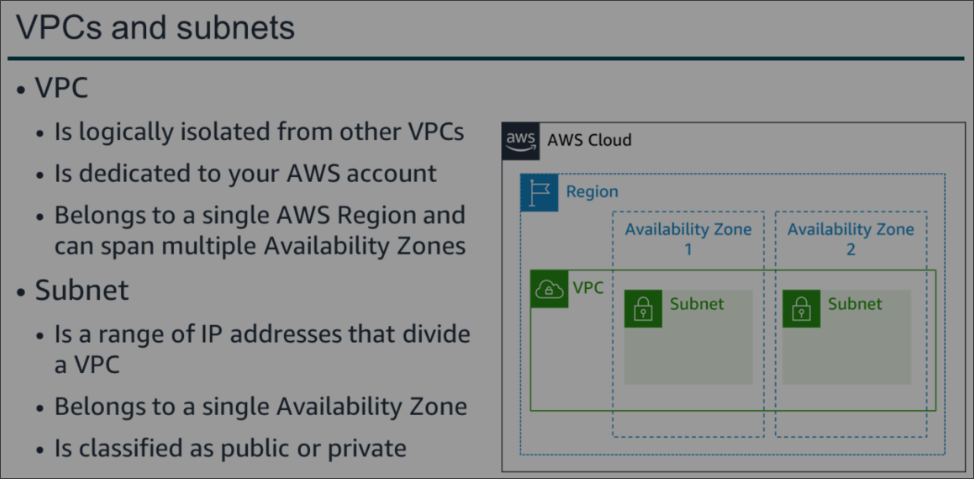 VPCs and subnets
• VPC
• Is logically isolated from other VPCs
• Is dedicated to your AWS account
• Belongs to a single AWS Region and
can span multiple Availability Zones
• Subnet
• Is a range of IP addresses that divide
a VPC
• Belongs to a single Availability Zone
• Is classified as public or private
aws
AWS Cloud
Region
Availability Zone
1
Availability Zone
2
VPC
Subnet
Subnet